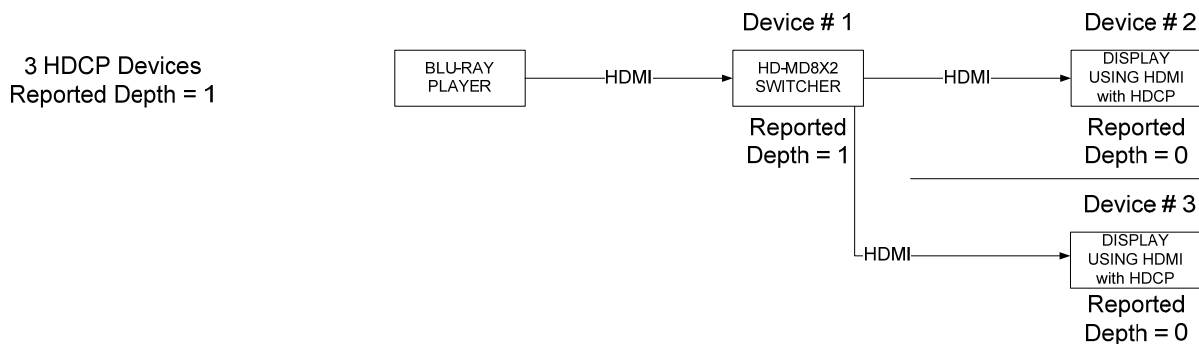 3 HDCP Devices
Reported Depth = 1
BLU-RAY
PLAYER
HDMI
Device # 1
HD-MD8X2
SWITCHER
Reported
Depth = 1
HDMI
Device # 2
DISPLAY
USING HDMI
with HDCP
Reported
Depth = 0
HDMI
Device # 3
DISPLAY
USING HDMI
with HDCP
Reported
Depth = 0